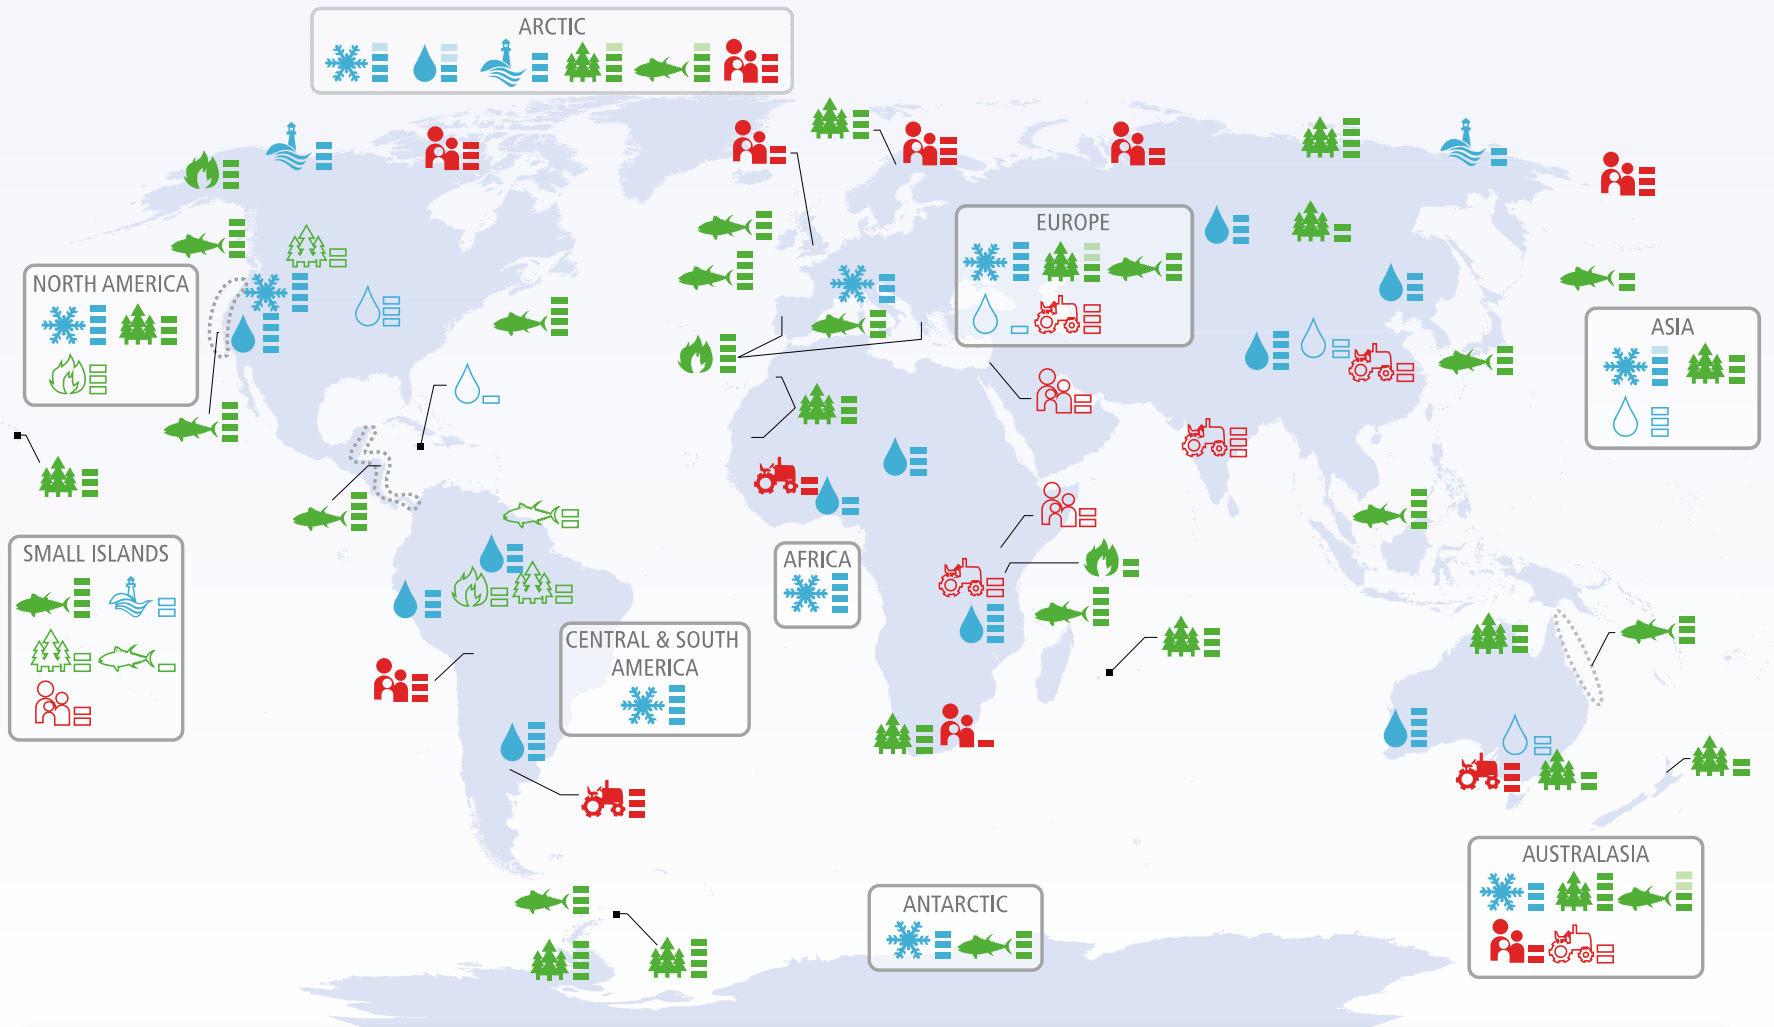 ARCTIC
EUROPE
NORTH AMERICA
ASIA
SMALL ISLANDS
AFRICA
CENTRAL & SOUTH
AMERICA
AUSTRALASIA
ANTARCTIC